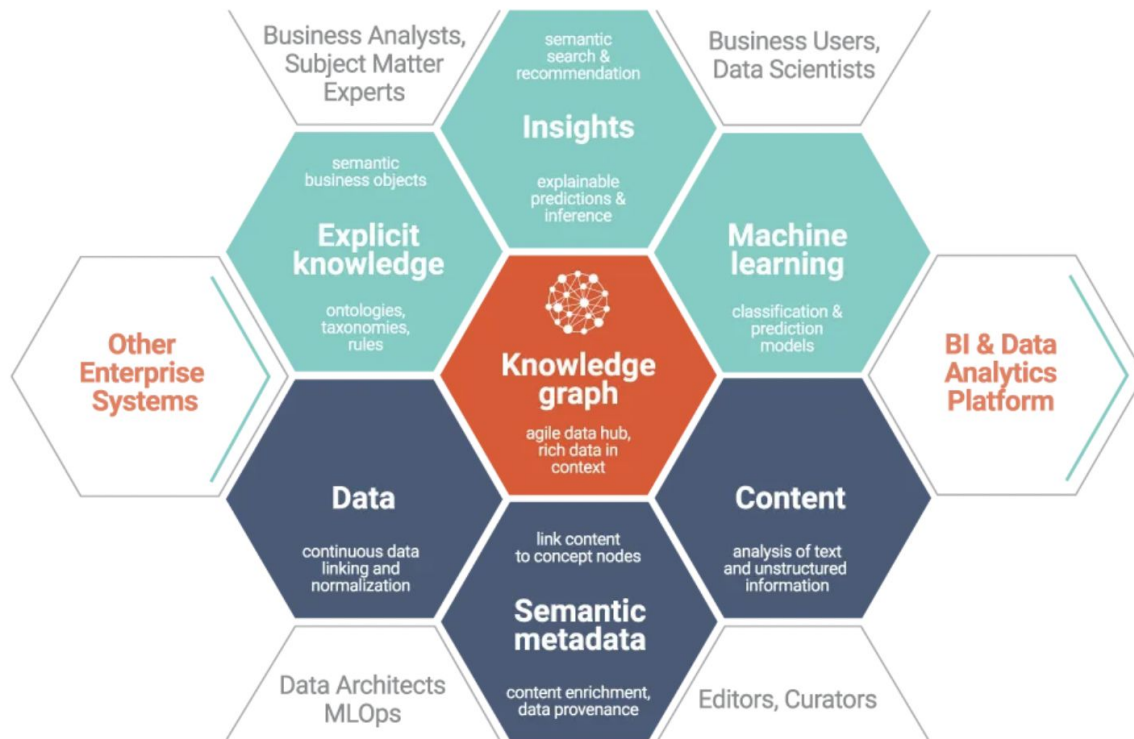 Business Analysts,
Subject Matter
Experts
semantic
search &
recommendation
Insights
explainable
predictions &
inference
Business Users,
Data Scientists
semantic
business objects
Explicit
knowledge
ontologies,
taxonomies,
rules
Machine
learning
classification &
prediction
models
Other
Enterprise
Systems
Knowledge
graph
agile data hub,
rich data in
context
BI & Data
Analytics
Platform
Data
continuous data
linking and
normalization
link content
to concept nodes
Semantic
metadata
content enrichment,
data provenance
Content
analysis of text
and unstructured
information
Data Architects
MLOps
Editors, Curators